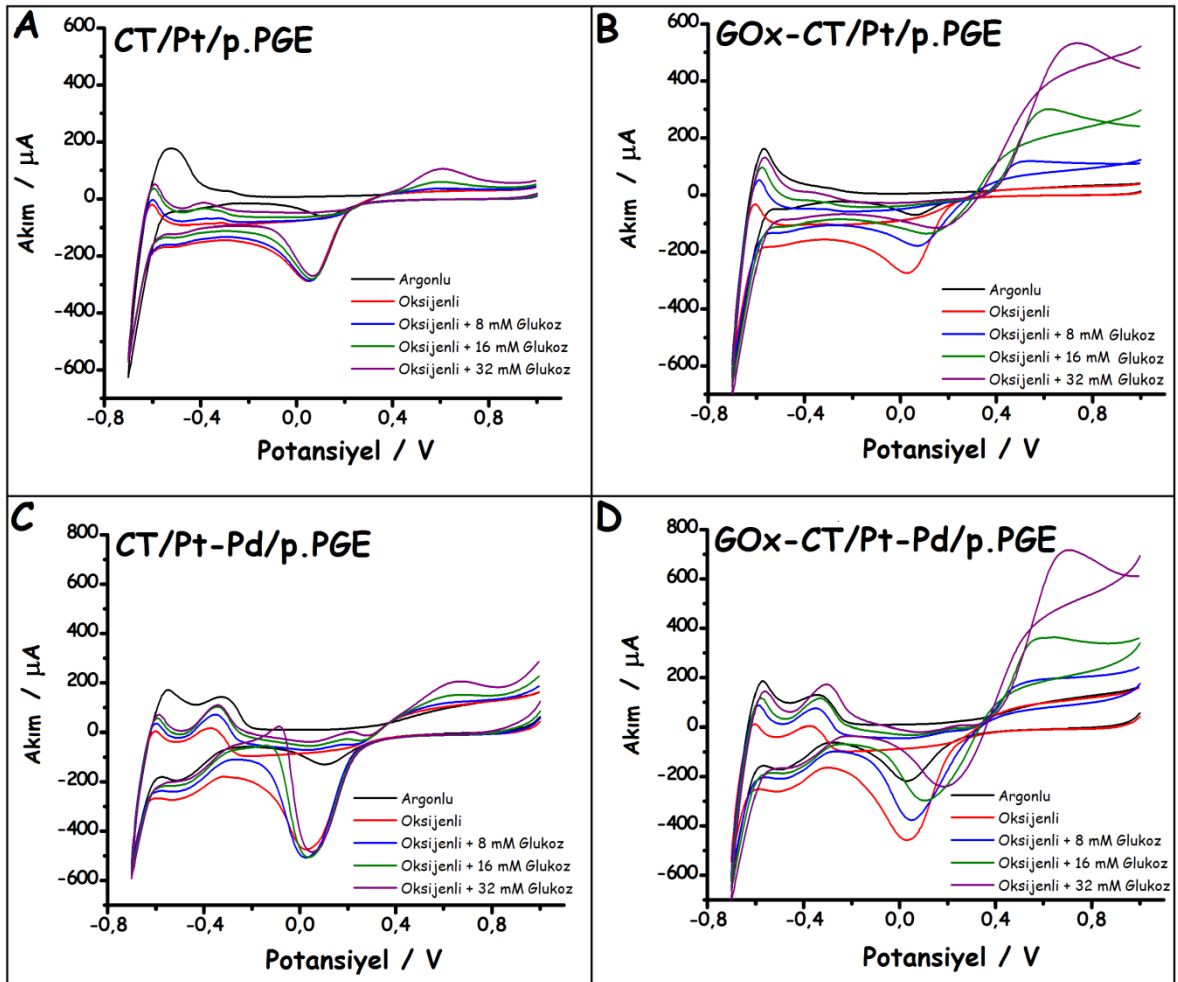 A
CT/Pt/p.PGE
600
400
200
0
-200
-400
-600
Akım / µA
Argonlu
Oksijenli
Oksijenli + 8 mM Glukoz
Oksijenli + 16 mM Glukoz
Oksijenli + 32 mM Glukoz
-0,8 -0,4 0,0 0,4 0,8
Potansiyel / V
B
GOx-CT/Pt/p.PGE
600
400
200
0
-200
-400
-600
Akım / µA
Argonlu
Oksijenli
Oksijenli + 8 mM Glukoz
Oksijenli + 16 mM Glukoz
Oksijenli + 32 mM Glukoz
-0,8 -0,4 0,0 0,4 0,8
Potansiyel / V
C
CT/Pt-Pd/p.PGE
800
600
400
200
0
-200
-400
-600
Akım / µA
Argonlu
Oksijenli
Oksijenli + 8 mM Glukoz
Oksijenli + 16 mM Glukoz
Oksijenli + 32 mM Glukoz
-0,8 -0,4 0,0 0,4 0,8
Potansiyel / V
D
GOx-CT/Pt-Pd/p.PGE
800
600
400
200
0
-200
-400
-600
Akım / µA
Argonlu
Oksijenli
Oksijenli + 8 mM Glukoz
Oksijenli + 16 mM Glukoz
Oksijenli + 32 mM Glukoz
-0,8 -0,4 0,0 0,4 0,8
Potansiyel / V